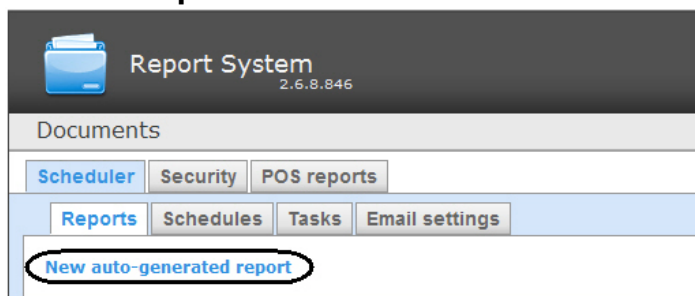 Report System
2.6.8.846
Documents
Scheduler Security POS reports
Reports Schedules Tasks Email settings
New auto-generated report